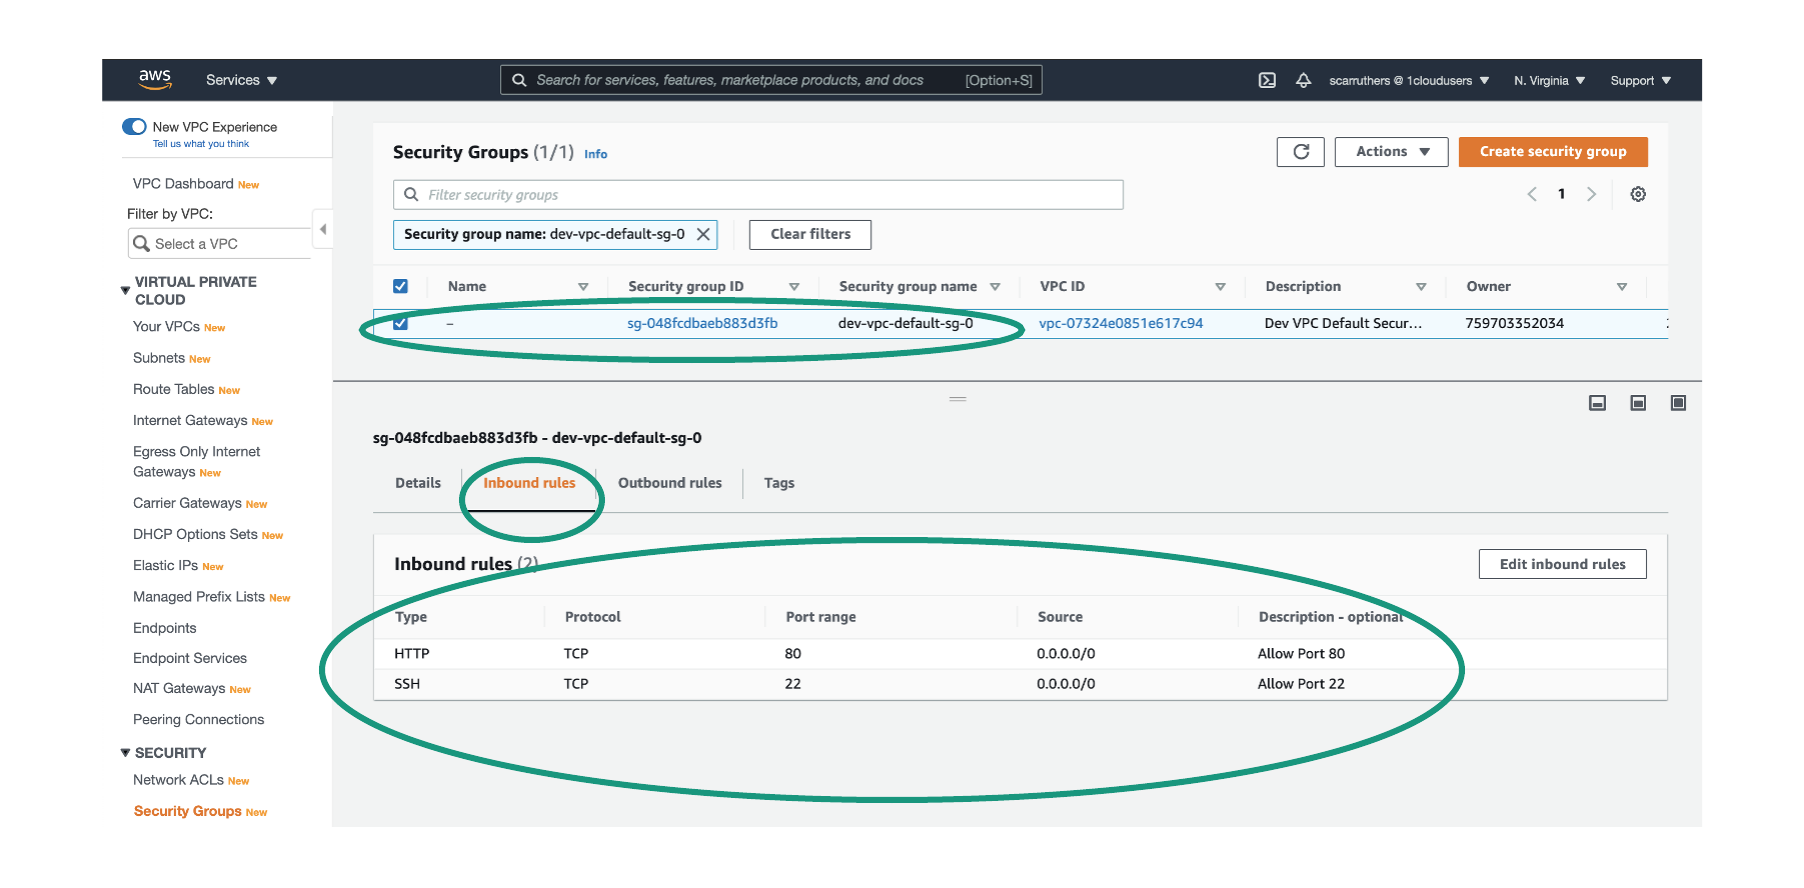 aws Services Search for services, features, marketplace products, and docs [Option+S] scarruthers @ 1cloudusers N. Virginia Support
New VPC Experience
Tell us what you think
VPC Dashboard New
Filter by VPC:
Select a VPC
VIRTUAL PRIVATE
CLOUD
Your VPCs New
Subnets New
Route Tables New
Internet Gateways New
Egress Only Internet
Gateways New
Carrier Gateways New
DHCP Options Sets New
Elastic IPs New
Managed Prefix Lists New
Endpoints
Endpoint Services
NAT Gateways New
Peering Connections
SECURITY
Network ACLs New
Security Groups New
Security Groups (1/1) Info
Actions Create security group
Filter security groups
1
Security group name: dev-vpc-default-sg-0 Clear filters
Name Security group ID Security group name VPC ID Description Owner
– sg-048fcdbaeb883d3fb dev-vpc-default-sg-0 vpc-07324e0851e617c94 Dev VPC Default Secur... 759703352034
sg-048fcdbaeb883d3fb - dev-vpc-default-sg-0
Details Inbound rules Outbound rules Tags
Inbound rules (2) Edit inbound rules
Type Protocol Port range Source Description - optional
HTTP TCP 80 0.0.0.0/0 Allow Port 80
SSH TCP 22 0.0.0.0/0 Allow Port 22